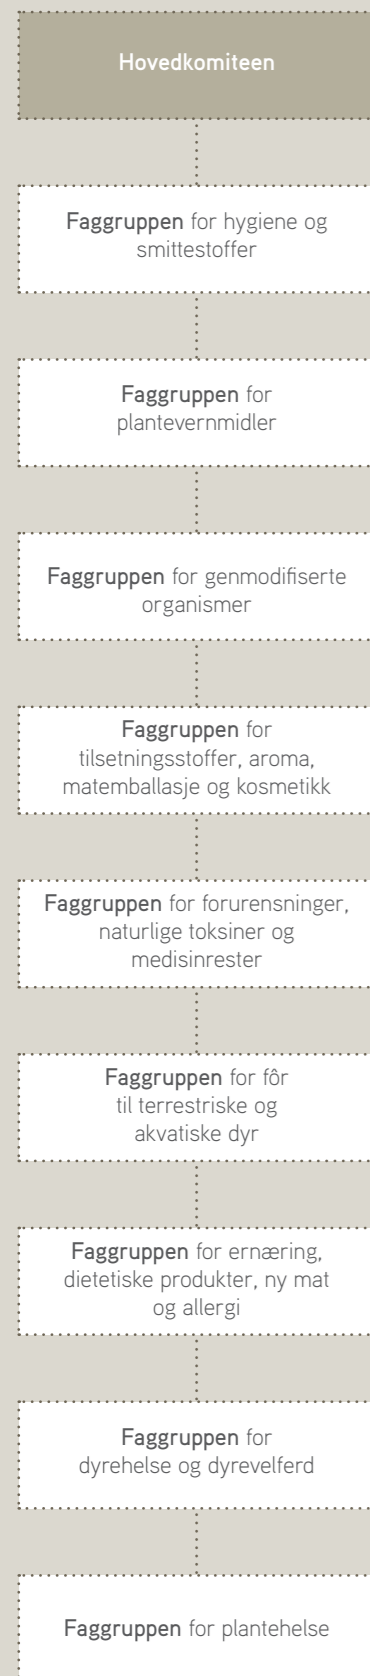 Hovedkomiteen
Faggruppen for hygiene og
smittestoffer
Faggruppen for
plantevernmidler
Faggruppen for genmodifiserte
organismer
Faggruppen for
tilsetningsstoffer, aroma,
matemballasje og kosmetikk
Faggruppen for forurensninger,
naturlige toksiner og
medisinrester
Faggruppen for fôr
til terrestriske og
akvatiske dyr
Faggruppen for ernæring,
dietetiske produkter, ny mat
og allergi
Faggruppen for
dyrehelse og dyrevelferd
Faggruppen for plantehelse